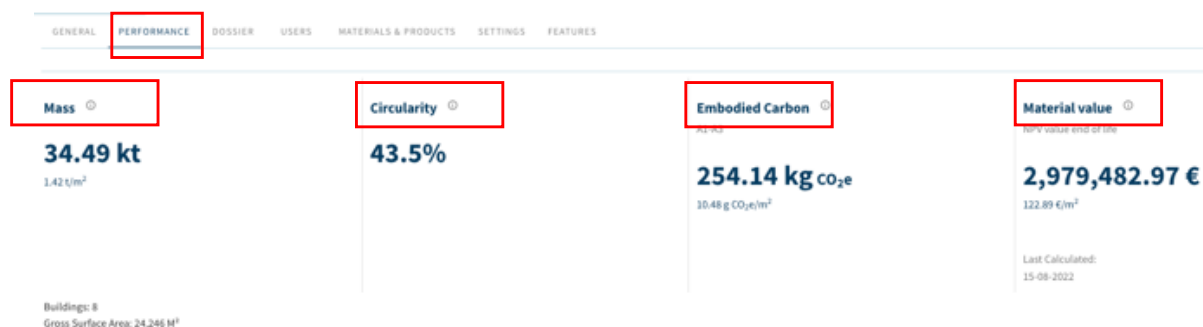 GENERAL PERFORMANCE DOSSIER USERS MATERIALS & PRODUCTS SETTINGS FEATURES
Mass
34.49 kt
1.42 t/m²
Circularity
43.5%
Embodied Carbon
A1-A3
254.14 kg CO₂e
10.48 g CO₂e/m²
Material value
NPV value end of life
2,979,482.97 €
122.89 €/m²
Last Calculated:
15-08-2022
Buildings: 8
Gross Surface Area: 24,246 M²